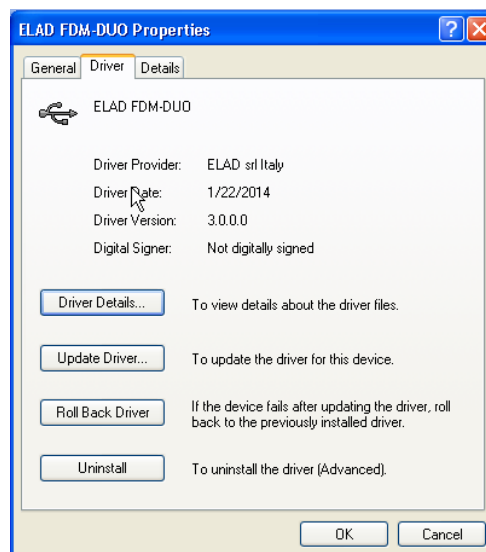 ELAD FDM-DUO Properties
General Driver Details
ELAD FDM-DUO
Driver Provider: ELAD srl Italy
Driver Date: 1/22/2014
Driver Version: 3.0.0.0
Digital Signer: Not digitally signed
Driver Details... To view details about the driver files.
Update Driver... To update the driver for this device.
Roll Back Driver If the device fails after updating the driver, roll
back to the previously installed driver.
Uninstall To uninstall the driver (Advanced).
OK Cancel